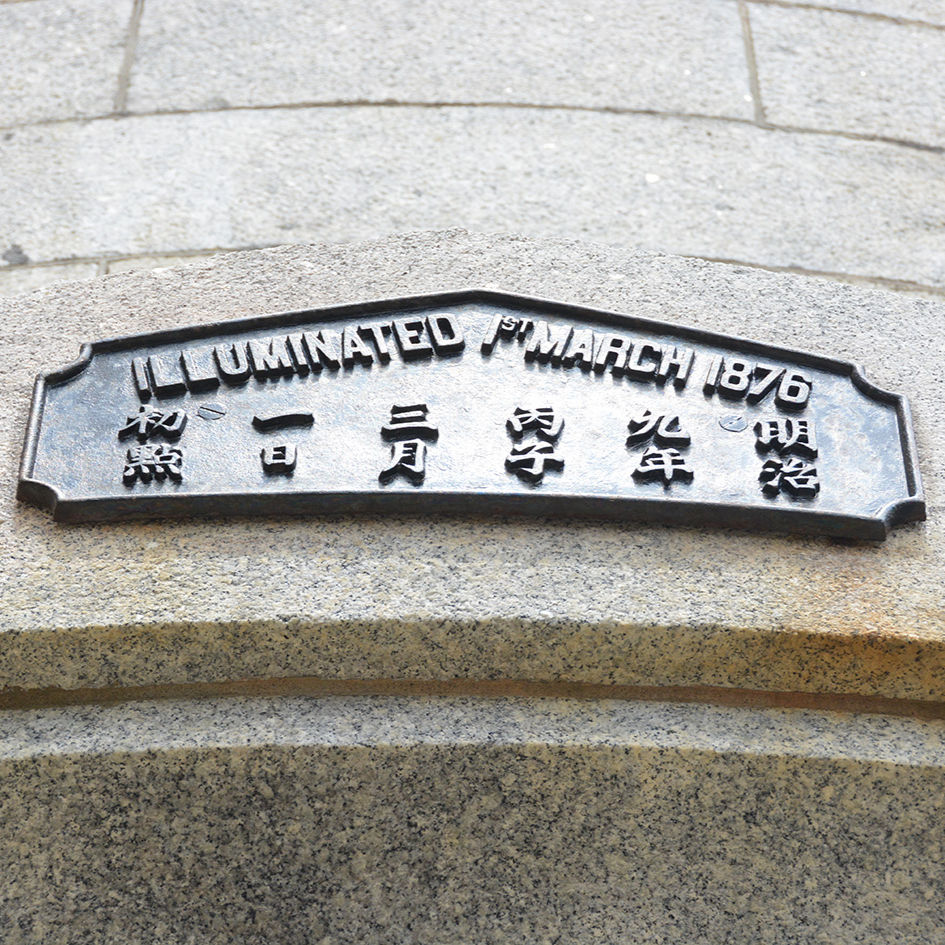 ILLUMINATED 1ST MARCH 1876
明治
九年
丙子
三月
一日
初點